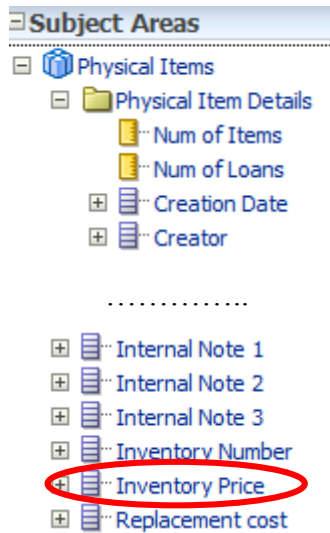 Subject Areas
Physical Items
Physical Item Details
Num of Items
Num of Loans
Creation Date
Creator
..............
Internal Note 1
Internal Note 2
Internal Note 3
Inventory Number
Inventory Price
Replacement cost